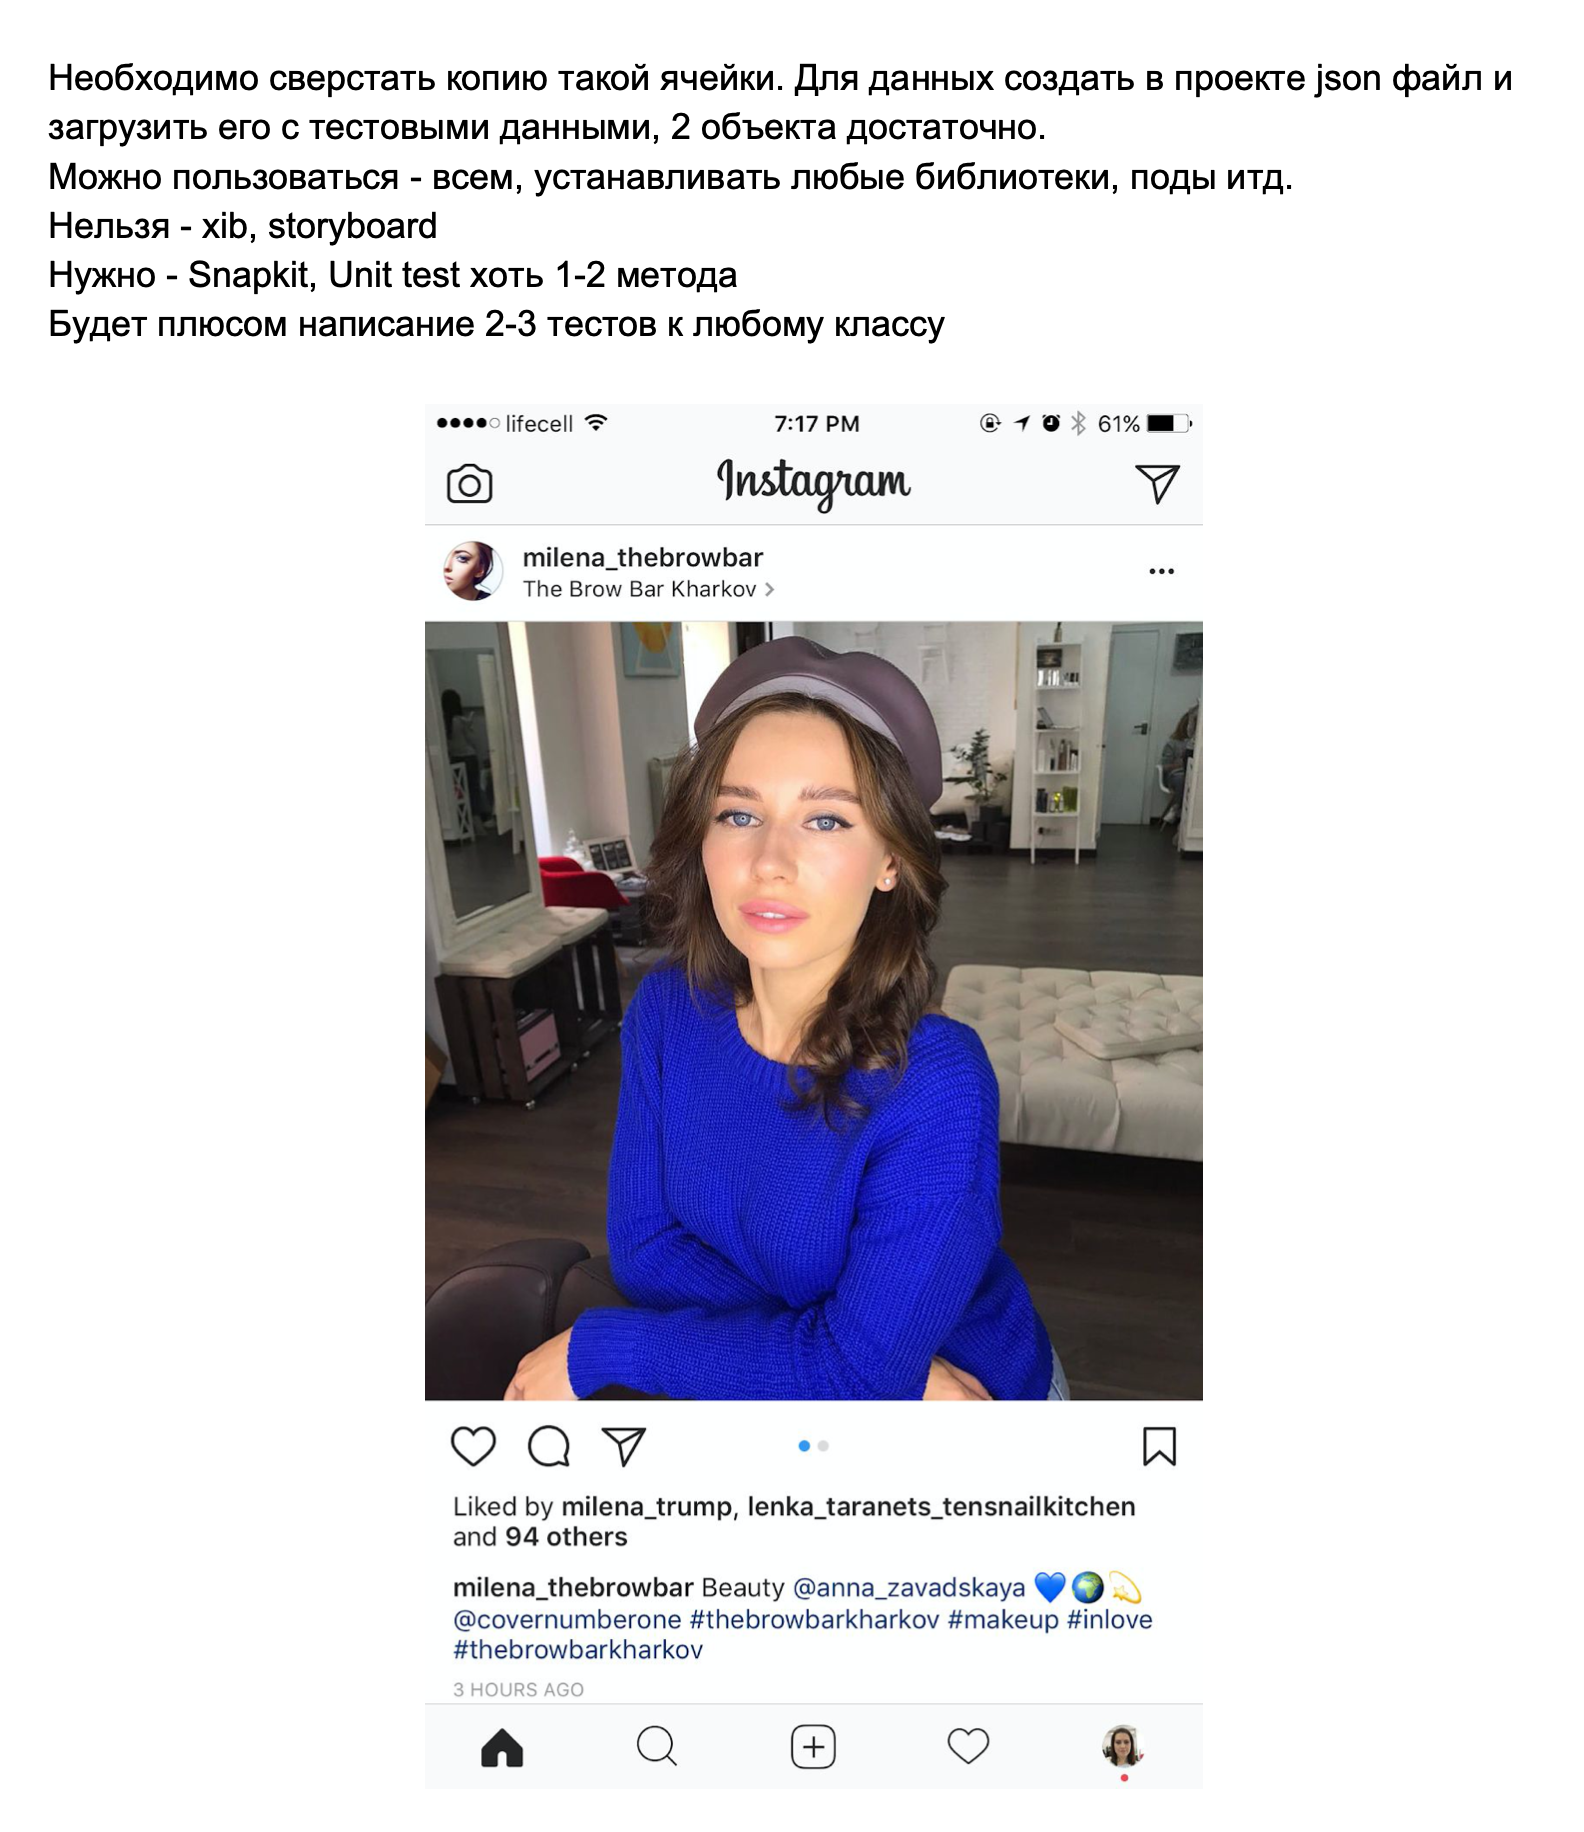 Необходимо сверстать копию такой ячейки. Для данных создать в проекте json файл и
загрузить его с тестовыми данными, 2 объекта достаточно.
Можно пользоваться - всем, устанавливать любые библиотеки, поды итд.
Нельзя - xib, storyboard
Нужно - Snapkit, Unit test хоть 1-2 метода
Будет плюсом написание 2-3 тестов к любому классу
lifecell 7:17 PM 61%
Instagram
milena_thebrowbar
The Brow Bar Kharkov >
Liked by milena_trump, lenka_taranets_tensnailkitchen
and 94 others
milena_thebrowbar Beauty @anna_zavadskaya 💙🌍💫
@covernumberone #thebrowbarkharkov #makeup #inlove
#thebrowbarkharkov
3 HOURS AGO